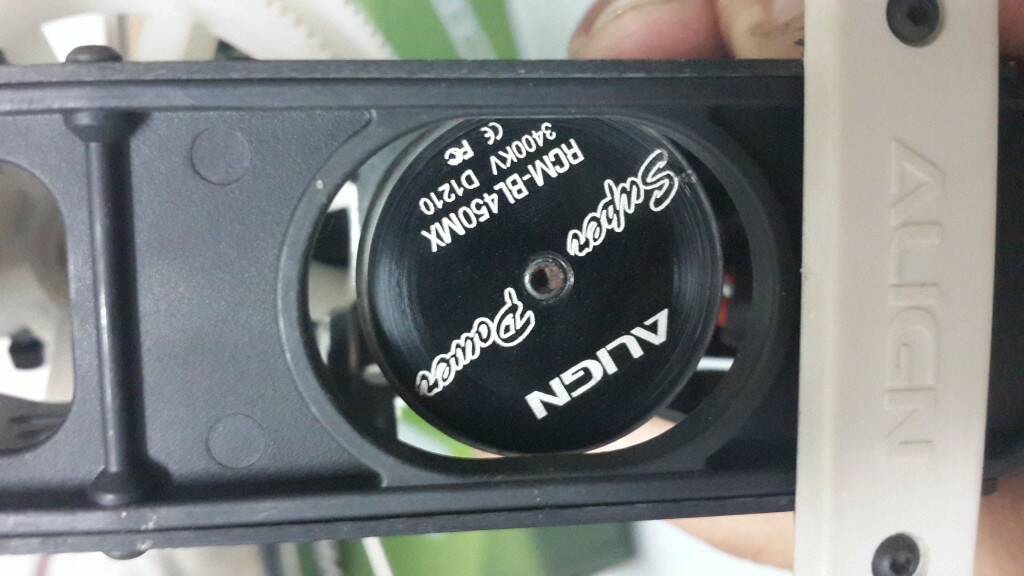 ALIGN
Super Power
RCM-BL450MX
3400KV D1210
CE FC
ALIGN